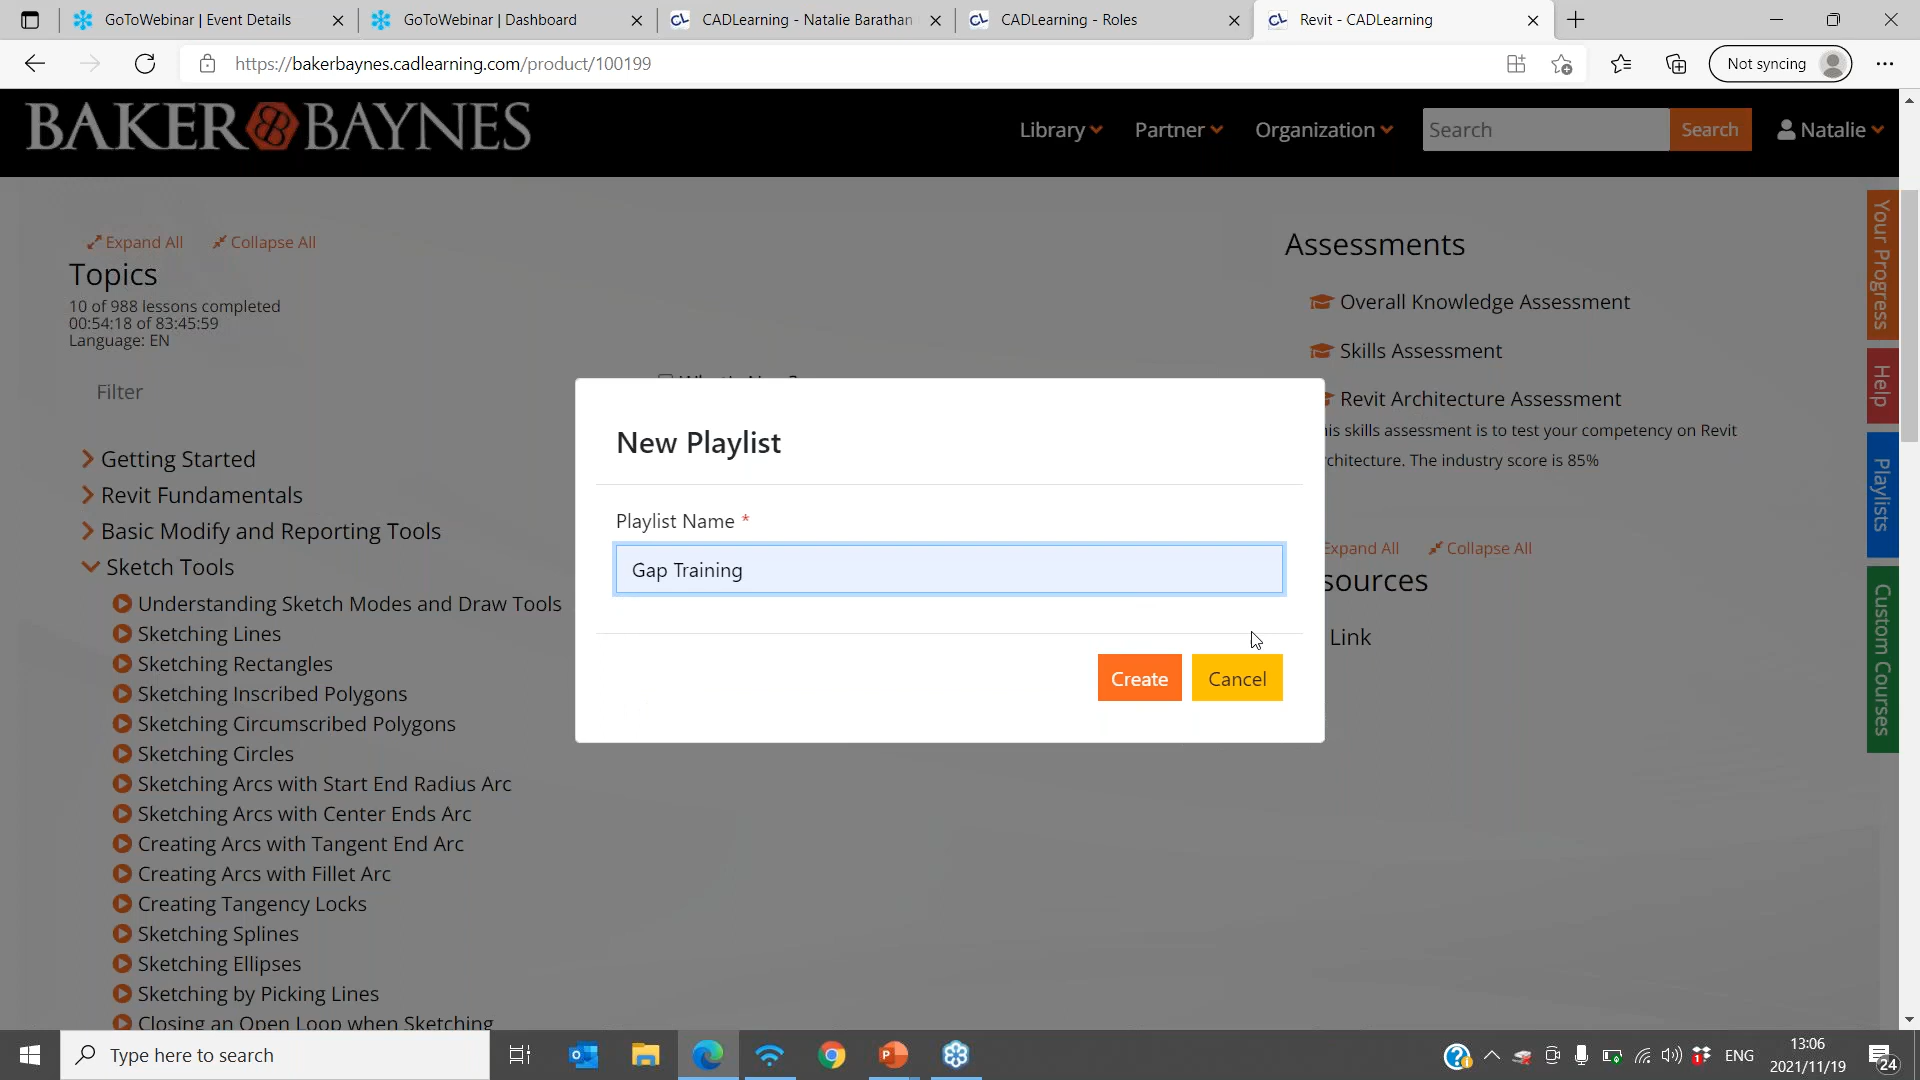 GoToWebinar | Event Details
GoToWebinar | Dashboard
CADLearning - Natalie Barathan
CADLearning - Roles
Revit - CADLearning
https://bakerbaynes.cadlearning.com/product/100199
Not syncing
BAKER BAYNES
Library
Partner
Organization
Search
Search
Natalie
Expand All
Collapse All
Topics
10 of 988 lessons completed
00:54:18 of 83:45:59
Language: EN
Filter
Getting Started
Revit Fundamentals
Basic Modify and Reporting Tools
Sketch Tools
Understanding Sketch Modes and Draw Tools
Sketching Lines
Sketching Rectangles
Sketching Inscribed Polygons
Sketching Circumscribed Polygons
Sketching Circles
Sketching Arcs with Start End Radius Arc
Sketching Arcs with Center Ends Arc
Creating Arcs with Tangent End Arc
Creating Arcs with Fillet Arc
Creating Tangency Locks
Sketching Splines
Sketching Ellipses
Sketching by Picking Lines
Closing an Open Loop when Sketching
New Playlist
Playlist Name *
Gap Training
Create
Cancel
Assessments
Overall Knowledge Assessment
Skills Assessment
Revit Architecture Assessment
is skills assessment is to test your competency on Revit
chitecture. The industry score is 85%
Expand All
Collapse All
sources
Link
Your Progress
Help
Playlists
Custom Courses
Type here to search
ENG
13:06
2021/11/19
24